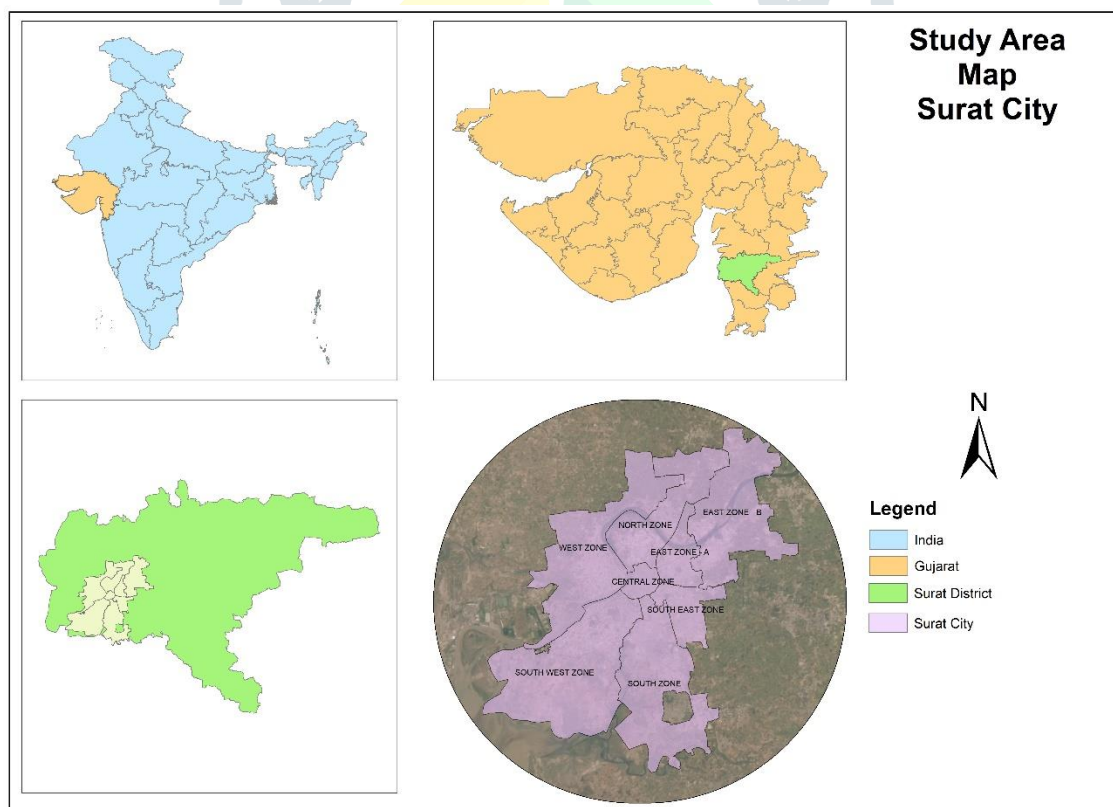 Study Area
Map
Surat City
N
Legend
India
Gujarat
Surat District
Surat City
EAST ZONE - B
NORTH ZONE
WEST ZONE
EAST ZONE - A
CENTRAL ZONE
SOUTH EAST ZONE
SOUTH WEST ZONE
SOUTH ZONE